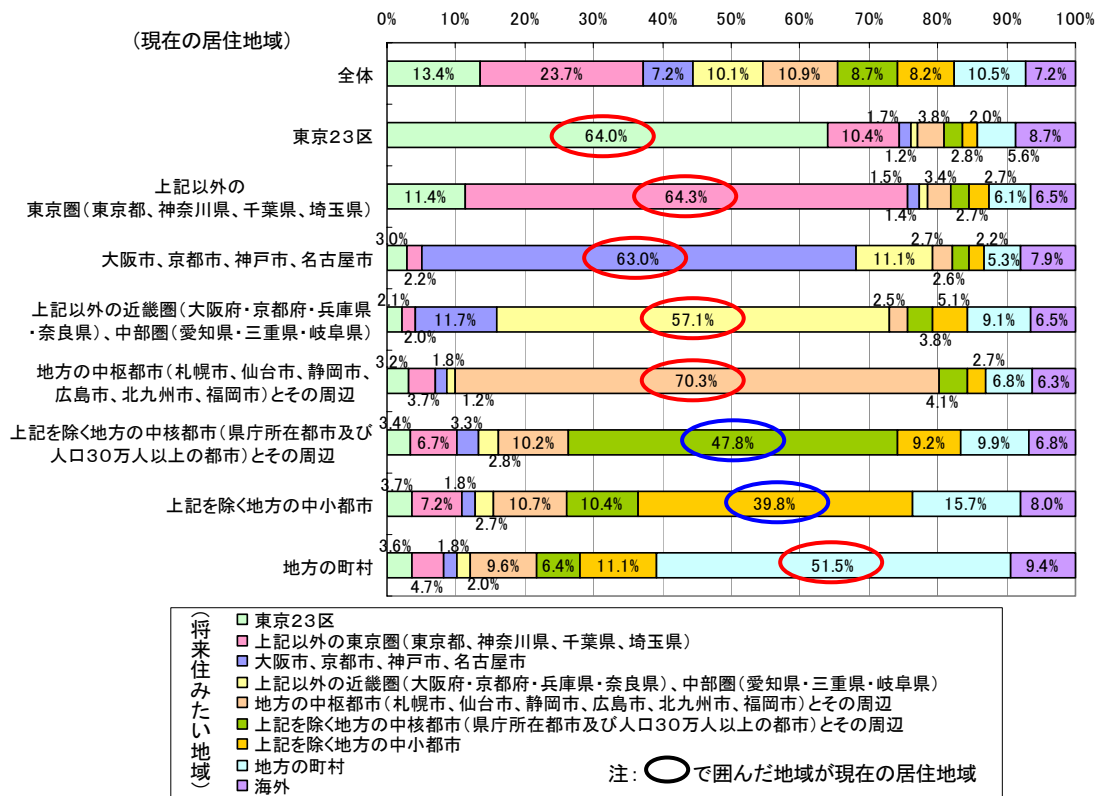 0% 10% 20% 30% 40% 50% 60% 70% 80% 90% 100%
(現在の居住地域)
全体
13.4% 23.7% 7.2% 10.1% 10.9% 8.7% 8.2% 10.5% 7.2%
1.7% 3.8% 2.0%
東京23区
64.0% 10.4% 8.7%
1.2% 2.8% 5.6%
上記以外の
東京圏(東京都、神奈川県、千葉県、埼玉県)
1.5% 3.4% 2.7%
11.4% 64.3% 6.1% 6.5%
1.4% 2.7%
3.0% 2.7% 2.2%
大阪市、京都市、神戸市、名古屋市
63.0% 11.1% 5.3% 7.9%
2.2% 2.6%
上記以外の近畿圏(大阪府・京都府・兵庫県
・奈良県)、中部圏(愛知県・三重県・岐阜県)
2.1% 2.5% 5.1%
11.7% 57.1% 9.1% 6.5%
2.0% 3.8%
地方の中枢都市(札幌市、仙台市、静岡市、
広島市、北九州市、福岡市)とその周辺
3.2% 1.8% 2.7%
70.3% 6.8% 6.3%
3.7% 1.2% 4.1%
上記を除く地方の中核都市(県庁所在都市及び
人口30万人以上の都市)とその周辺
3.4% 3.3%
6.7% 10.2% 47.8% 9.2% 9.9% 6.8%
2.8%
3.7% 1.8%
上記を除く地方の中小都市
7.2% 10.7% 10.4% 39.8% 15.7% 8.0%
2.7%
3.6% 1.8%
地方の町村
9.6% 6.4% 11.1% 51.5% 9.4%
4.7% 2.0%
(将来住みたい地域)
東京23区
上記以外の東京圏(東京都、神奈川県、千葉県、埼玉県)
大阪市、京都市、神戸市、名古屋市
上記以外の近畿圏(大阪府・京都府・兵庫県・奈良県)、中部圏(愛知県・三重県・岐阜県)
地方の中枢都市(札幌市、仙台市、静岡市、広島市、北九州市、福岡市)とその周辺
上記を除く地方の中核都市(県庁所在都市及び人口30万人以上の都市)とその周辺
上記を除く地方の中小都市
地方の町村
海外
注: で囲んだ地域が現在の居住地域